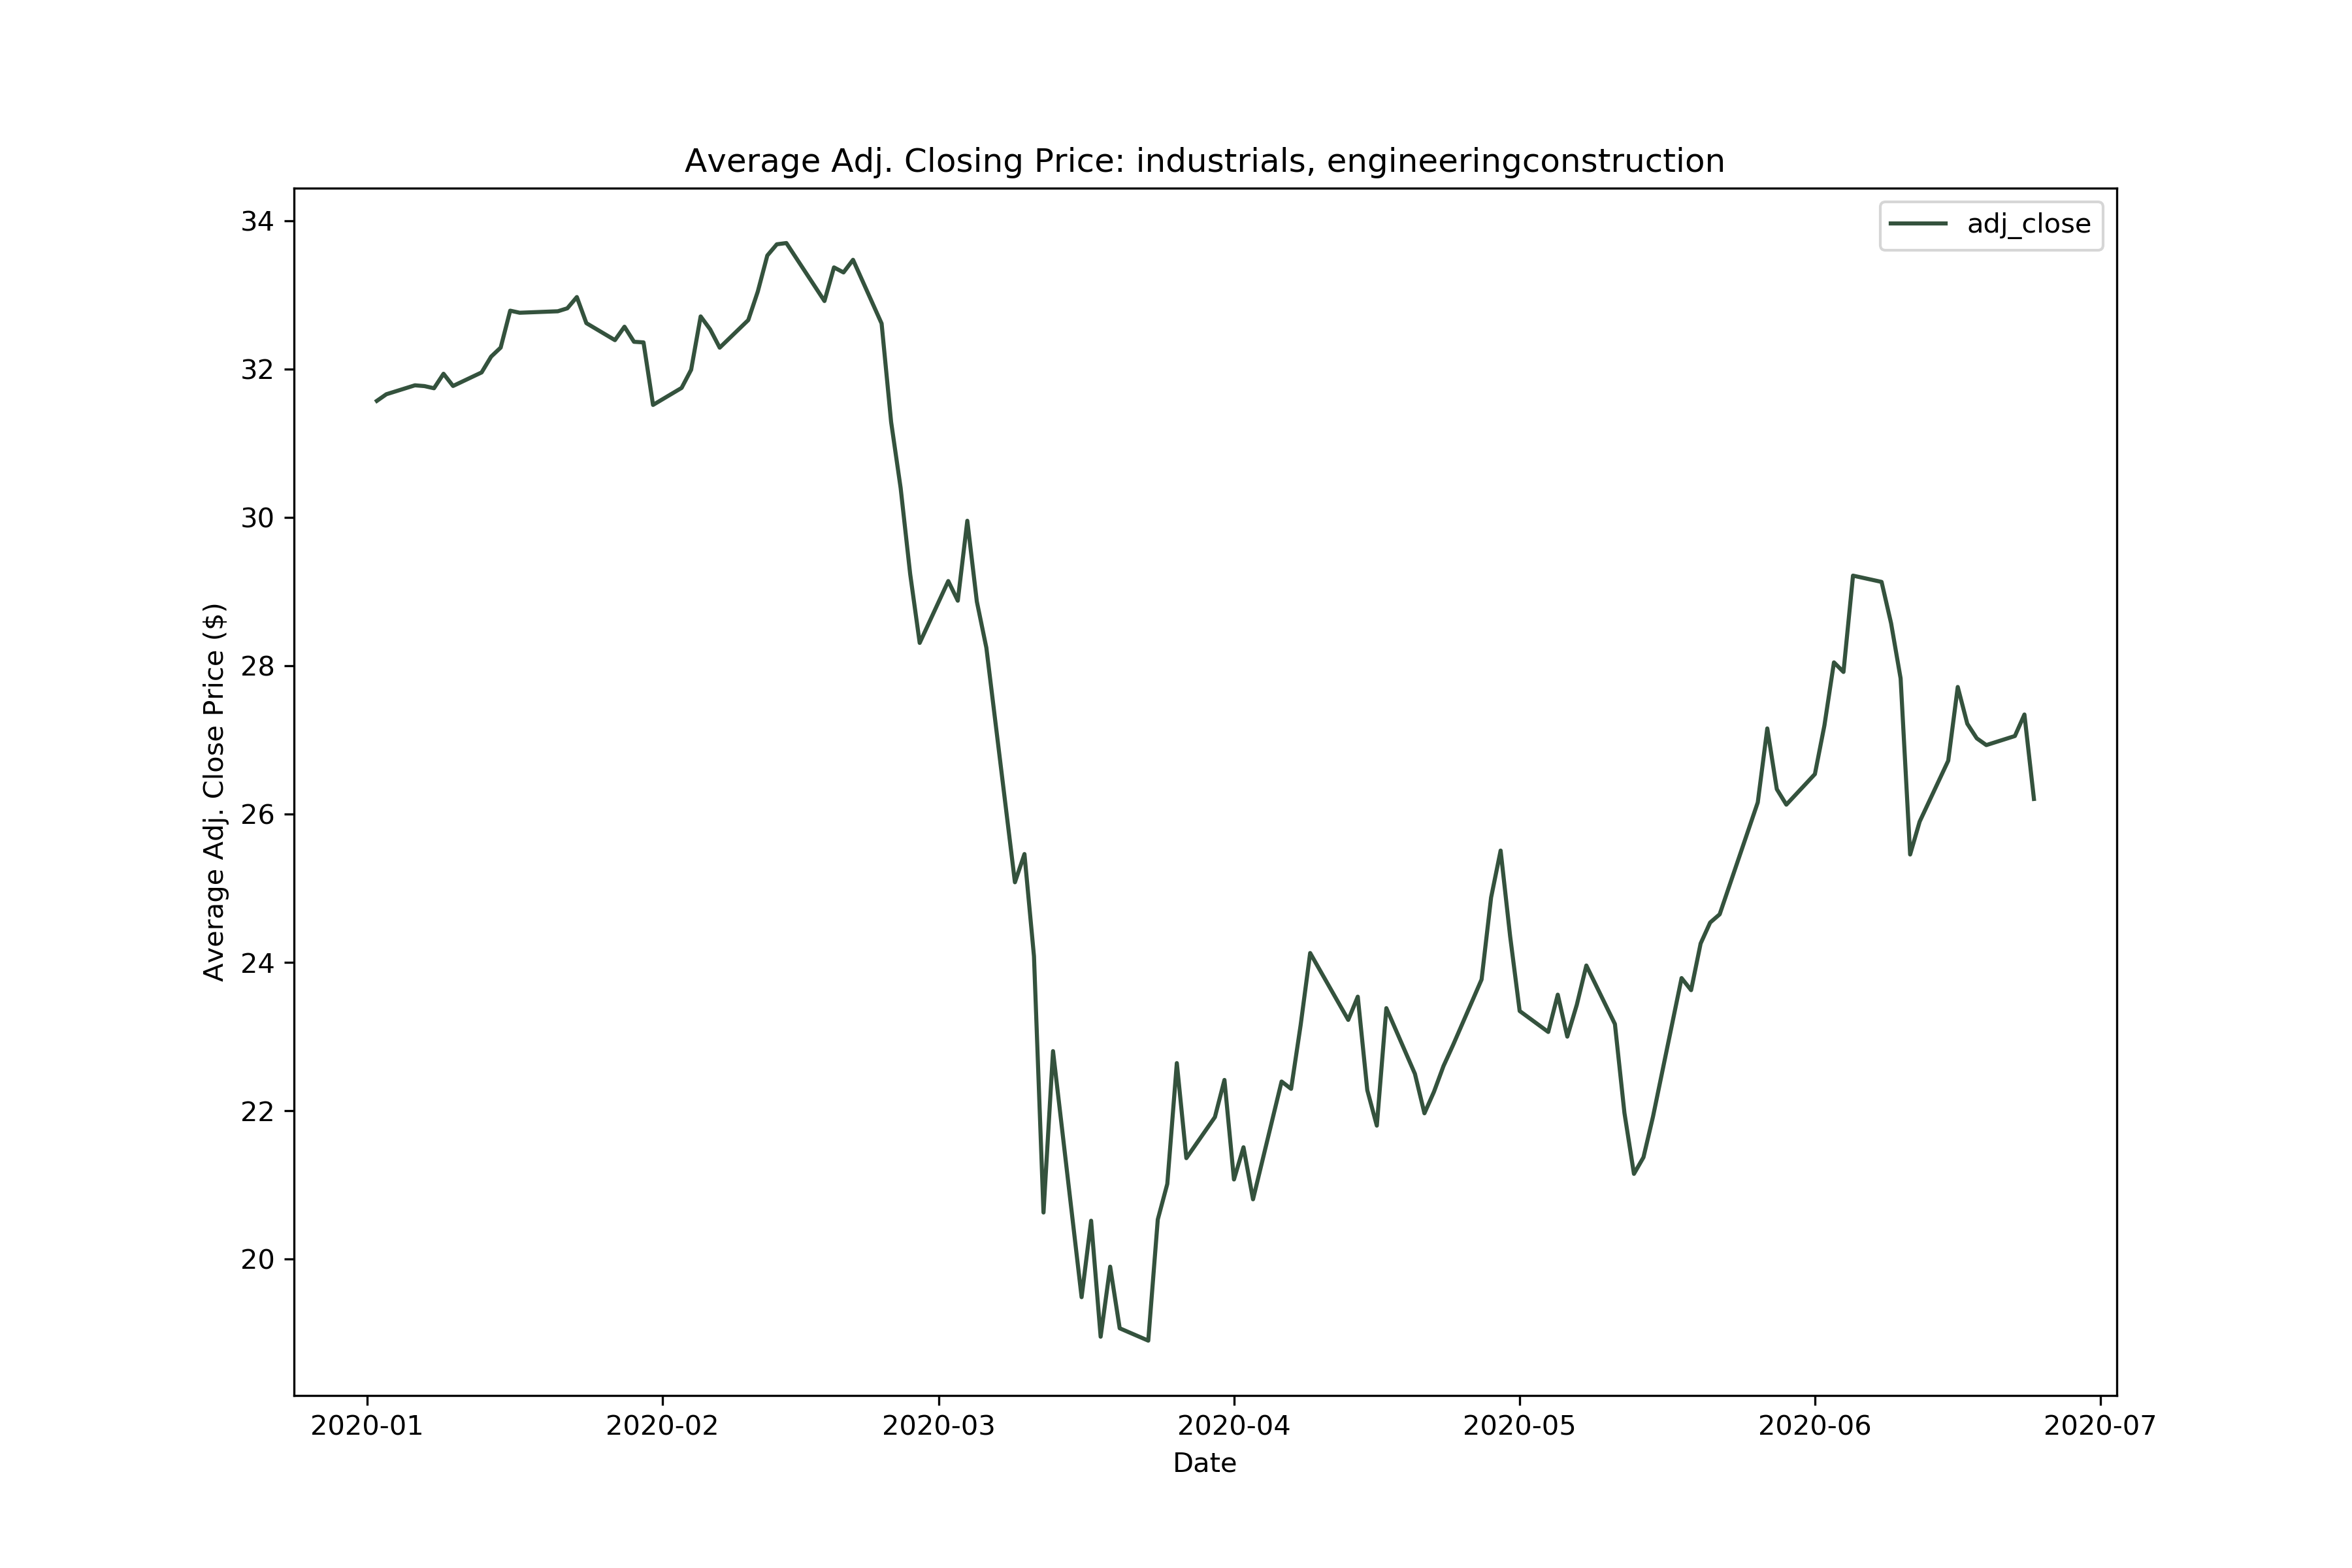 Average Adj. Closing Price: industrials, engineeringconstruction
adj_close
Average Adj. Close Price ($)
34
32
30
28
26
24
22
20
2020-01 2020-02 2020-03 2020-04 2020-05 2020-06 2020-07
Date